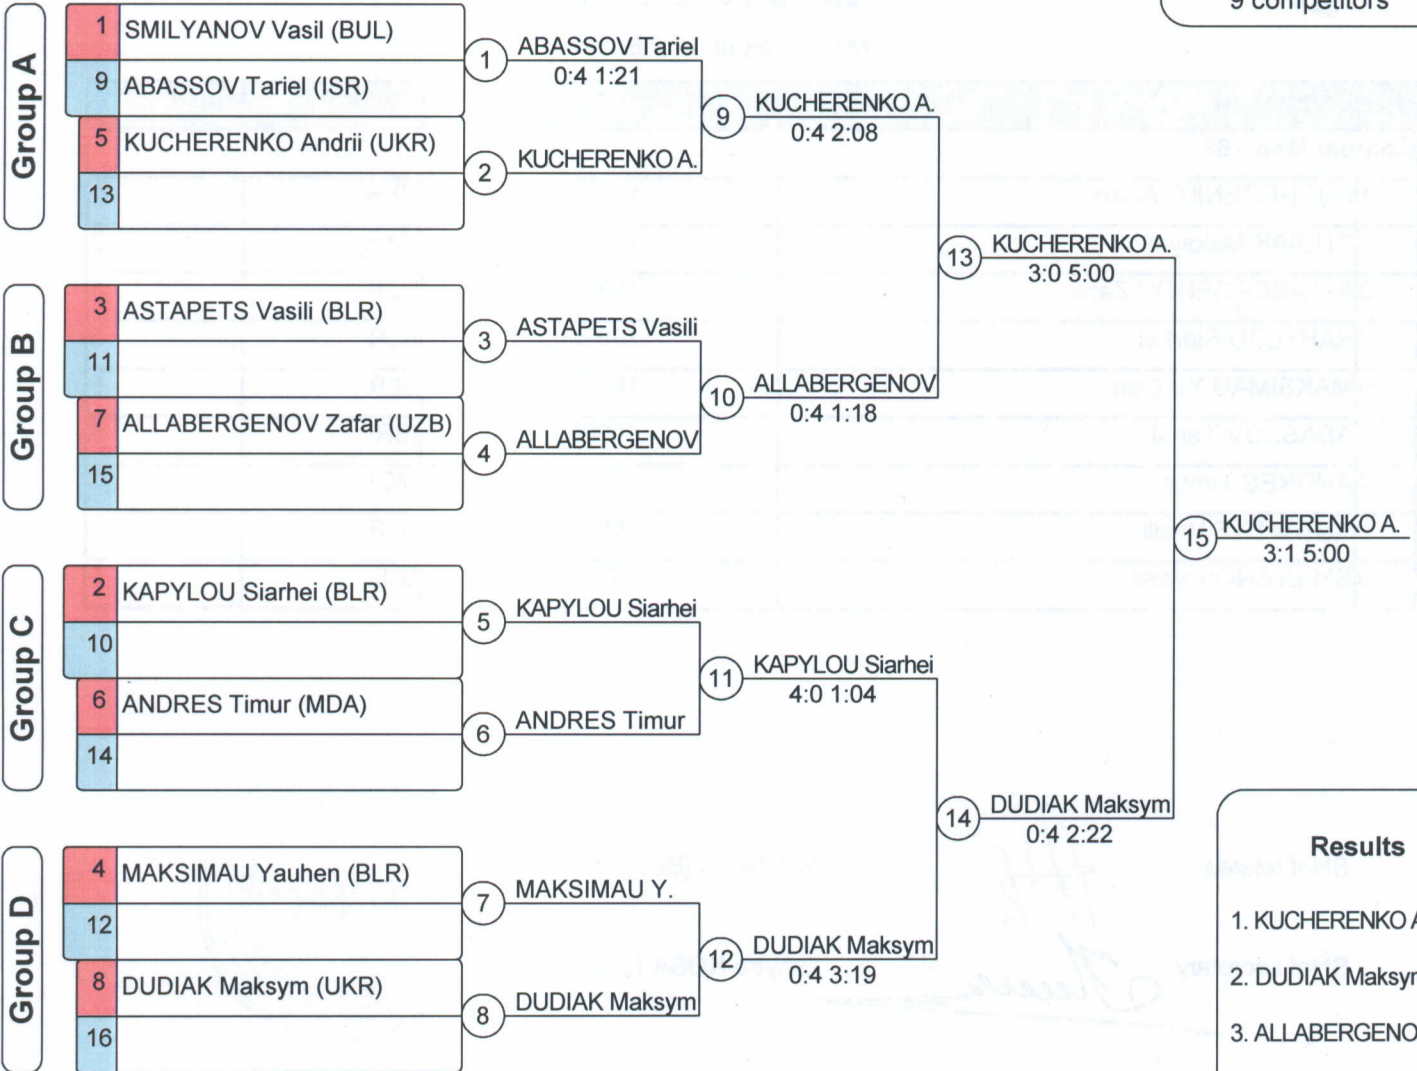 9 competitors
Group A
1 SMILYANOV Vasil (BUL)
9 ABASSOV Tariel (ISR)
5 KUCHERENKO Andrii (UKR)
13
Group B
3 ASTAPETS Vasili (BLR)
11
7 ALLABERGENOV Zafar (UZB)
15
Group C
2 KAPYLOU Siarhei (BLR)
10
6 ANDRES Timur (MDA)
14
Group D
4 MAKSIMAU Yauhen (BLR)
12
8 DUDIAK Maksym (UKR)
16
1 ABASSOV Tariel
0:4 1:21
2 KUCHERENKO A.
3 ASTAPETS Vasili
4 ALLABERGENOV
5 KAPYLOU Siarhei
6 ANDRES Timur
7 MAKSIMAU Y.
8 DUDIAK Maksym
9 KUCHERENKO A.
0:4 2:08
10 ALLABERGENOV
0:4 1:18
11 KAPYLOU Siarhei
4:0 1:04
12 DUDIAK Maksym
0:4 3:19
13 KUCHERENKO A.
3:0 5:00
14 DUDIAK Maksym
0:4 2:22
15 KUCHERENKO A.
3:1 5:00
Results
1. KUCHERENKO A
2. DUDIAK Maksym
3. ALLABERGENO